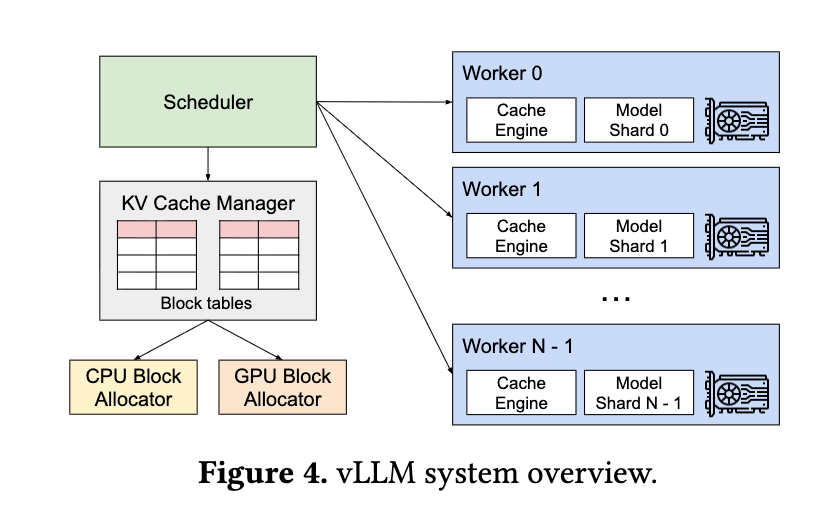 Scheduler
KV Cache Manager
Block tables
CPU Block
Allocator
GPU Block
Allocator
Worker 0
Cache
Engine
Model
Shard 0
Worker 1
Cache
Engine
Model
Shard 1
...
Worker N - 1
Cache
Engine
Model
Shard N - 1
Figure 4. vLLM system overview.